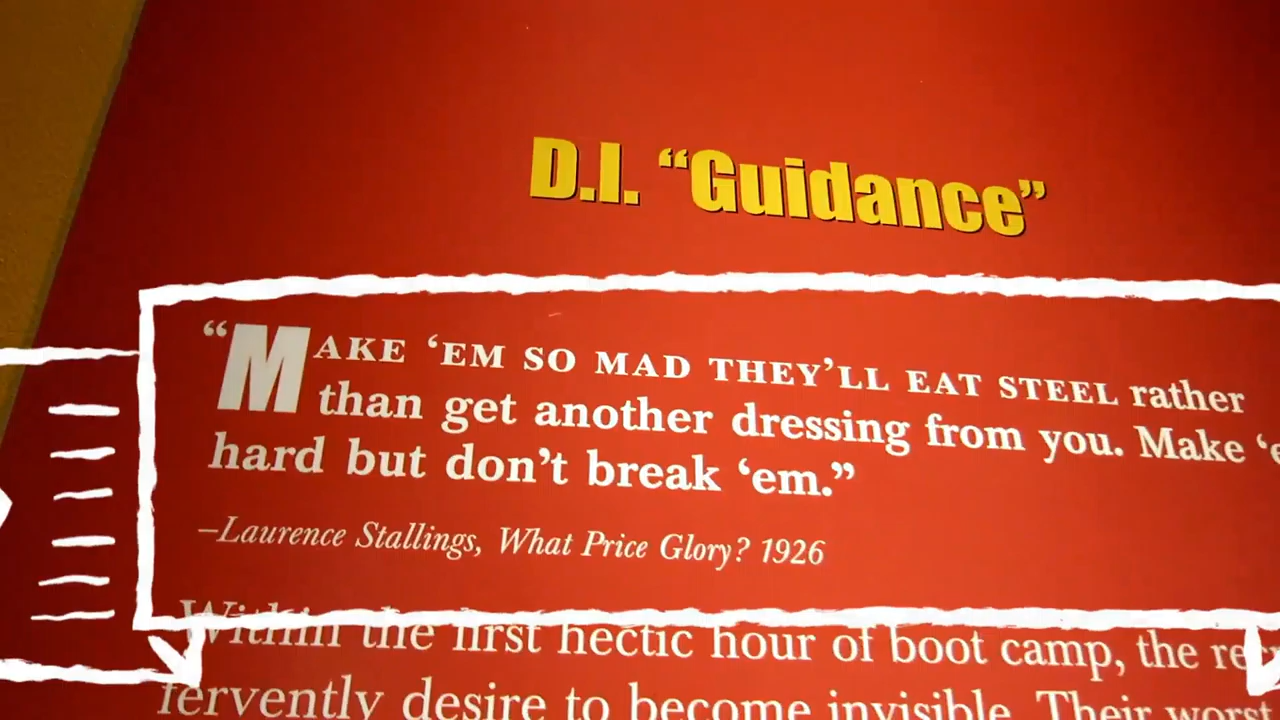 D.I. “Guidance”
“MAKE ‘EM SO MAD THEY’LL EAT STEEL rather
than get another dressing from you. Make
hard but don’t break ‘em.”
–Laurence Stallings, What Price Glory? 1926
Within the first hectic hour of boot camp, the
fervently desire to become invisible. Their worst